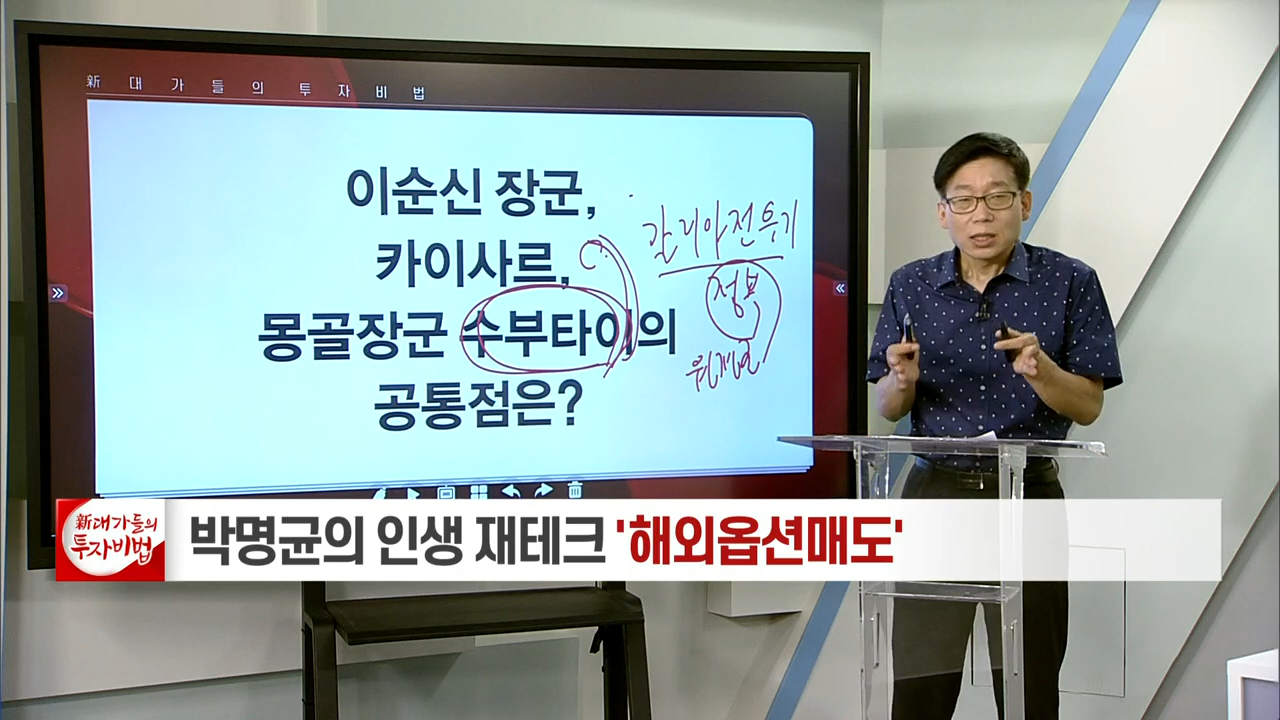 新 대 가 들 의 투 자 비 법
이순신 장군,
카이사르,
몽골장군 수부타이의
공통점은?
갈리아전우기
정복
新대가들의
투자비법
박명균의 인생 재테크 '해외옵션매도'